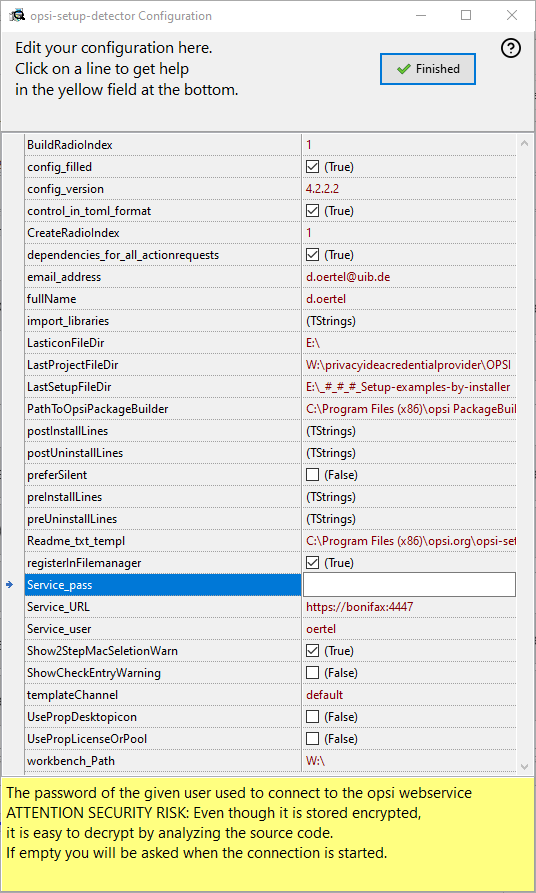 opsi-setup-detector Configuration
Edit your configuration here.
Click on a line to get help
in the yellow field at the bottom.
Finished
?
BuildRadioIndex 1
config_filled (True)
config_version 4.2.2.2
control_in_toml_format (True)
CreateRadioIndex 1
dependencies_for_all_actionrequests (True)
email_address d.oertel@uib.de
fullName d.oertel
import_libraries (TStrings)
LasticonFileDir E:\
LastProjectFileDir W:\privacyideacredentialprovider\OPSI
LastSetupFileDir E:\_#_#_#_Setup-examples-by-installer
PathToOpsiPackageBuilder C:\Program Files (x86)\opsi PackageBuil
postInstallLines (TStrings)
postUninstallLines (TStrings)
preferSilent (False)
preInstallLines (TStrings)
preUninstallLines (TStrings)
Readme_txt_templ C:\Program Files (x86)\opsi.org\opsi-set
registerInFilemanager (True)
Service_pass
Service_URL https://bonifax:4447
Service_user oertel
Show2StepMacSeletionWarn (True)
ShowCheckEntryWarning (False)
templateChannel default
UsePropDesktopicon (False)
UsePropLicenseOrPool (False)
workbench_Path W:\
The password of the given user used to connect to the opsi webservice
ATTENTION SECURITY RISK: Even though it is stored encrypted,
it is easy to decrypt by analyzing the source code.
If empty you will be asked when the connection is started.